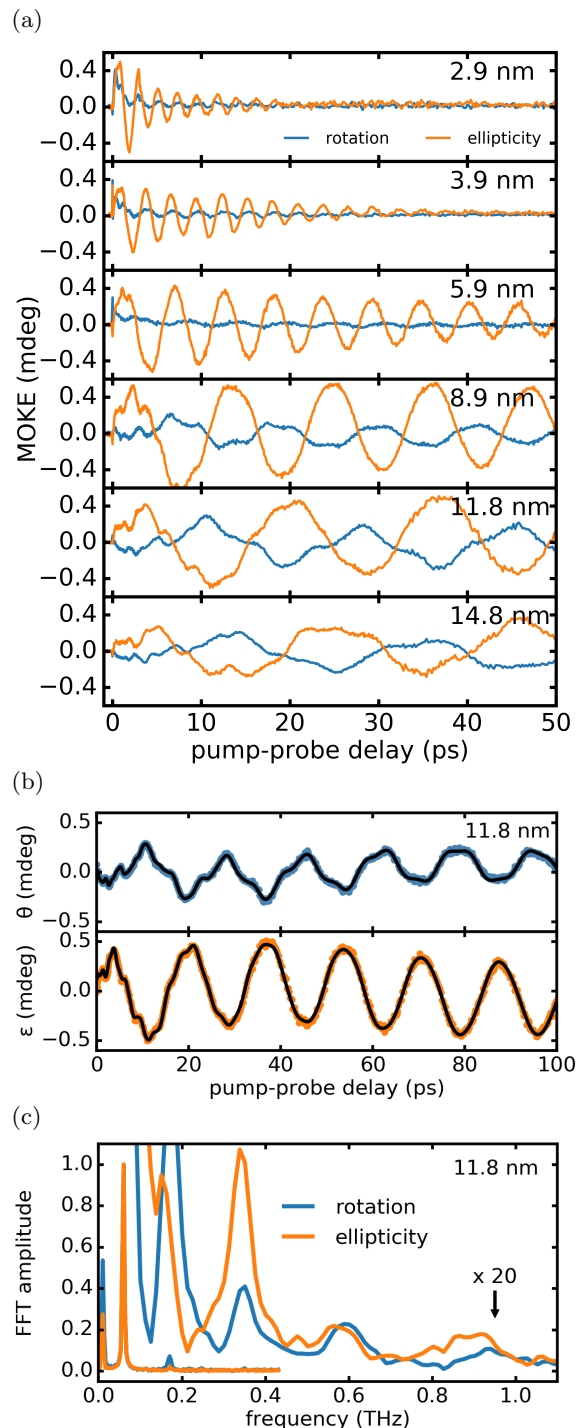 (a)
0.4
0.0
−0.4
2.9 nm
rotation
ellipticity
0.4
0.0
−0.4
3.9 nm
0.4
0.0
−0.4
5.9 nm
0.4
0.0
−0.4
8.9 nm
0.4
0.0
−0.4
11.8 nm
0.4
0.0
−0.4
14.8 nm
MOKE (mdeg)
0 10 20 30 40 50
pump-probe delay (ps)
(b)
0.5
0.0
−0.5
θ (mdeg)
11.8 nm
0.5
0.0
−0.5
ε (mdeg)
0 20 40 60 80 100
pump-probe delay (ps)
(c)
1.0
0.8
0.6
0.4
0.2
0.0
FFT amplitude
11.8 nm
rotation
ellipticity
x 20
0.0 0.2 0.4 0.6 0.8 1.0
frequency (THz)